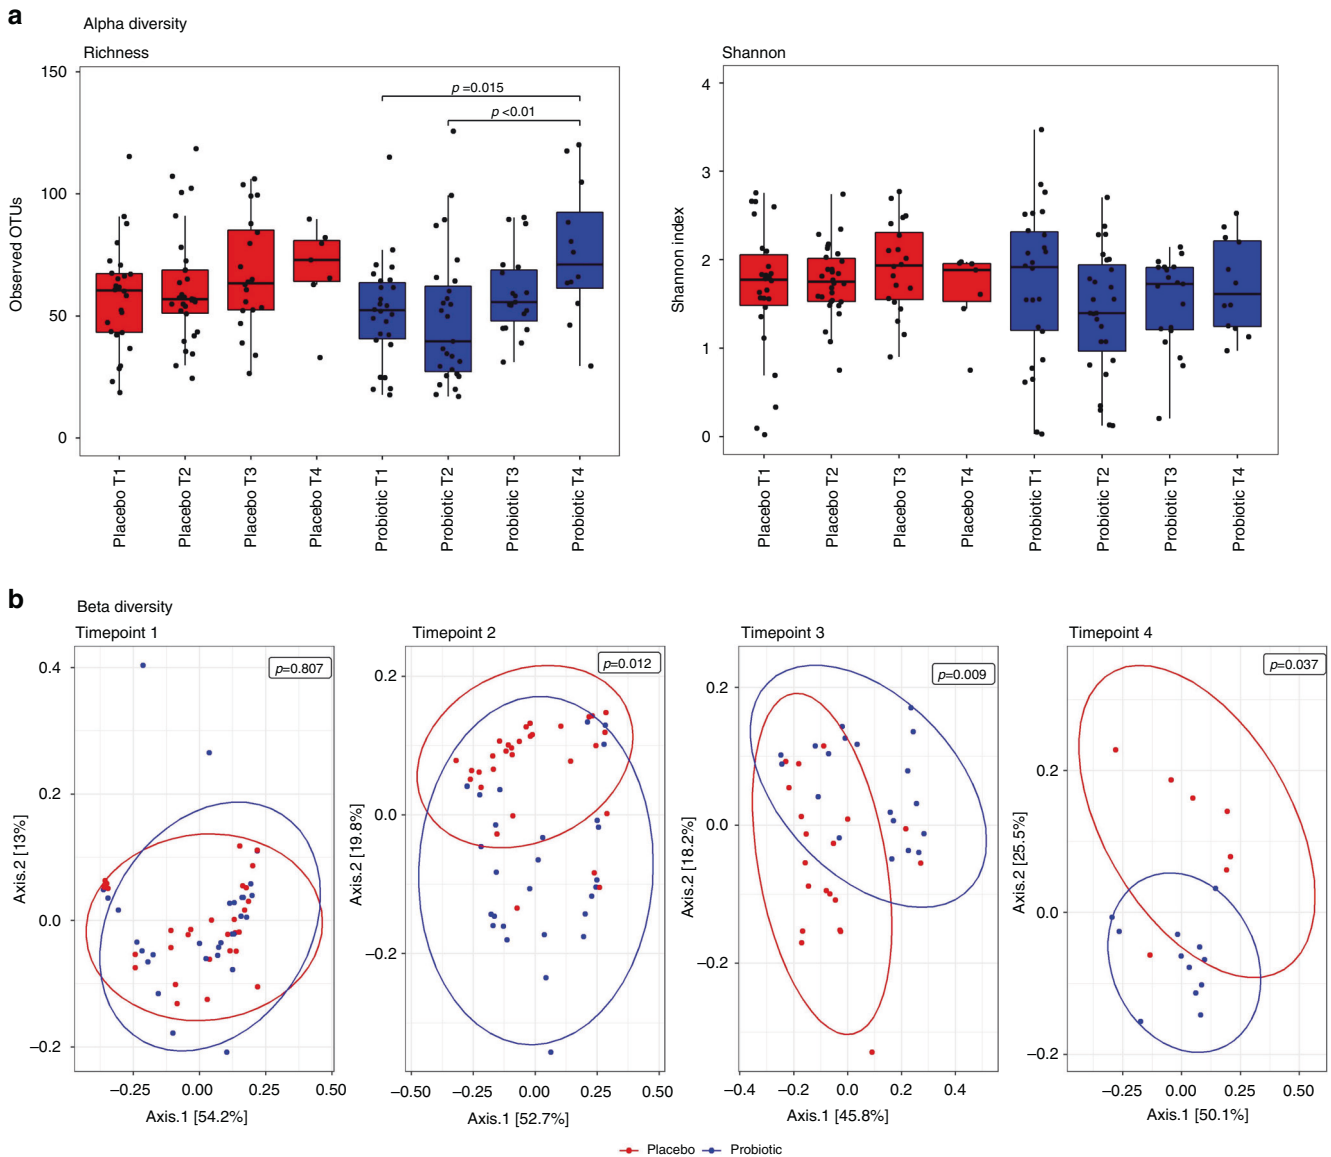 a
Alpha diversity
Richness
Shannon
150
100
50
0
Observed OTUs
p =0.015
p <0.01
Placebo T1
Placebo T2
Placebo T3
Placebo T4
Probiotic T1
Probiotic T2
Probiotic T3
Probiotic T4
4
3
2
1
0
Shannon index
Placebo T1
Placebo T2
Placebo T3
Placebo T4
Probiotic T1
Probiotic T2
Probiotic T3
Probiotic T4
b
Beta diversity
Timepoint 1
p=0.807
0.4
0.2
0.0
−0.2
Axis.2 [13%]
−0.25 0.00 0.25 0.50
Axis.1 [54.2%]
Timepoint 2
p=0.012
0.2
0.0
−0.2
Axis.2 [19.8%]
−0.50 −0.25 0.00 0.25 0.50
Axis.1 [52.7%]
Timepoint 3
p=0.009
0.2
0.0
−0.2
Axis.2 [18.2%]
−0.4 −0.2 0.0 0.2 0.4
Axis.1 [45.8%]
Timepoint 4
p=0.037
0.2
0.0
−0.2
Axis.2 [25.5%]
−0.25 0.00 0.25 0.50
Axis.1 [50.1%]
Placebo Probiotic